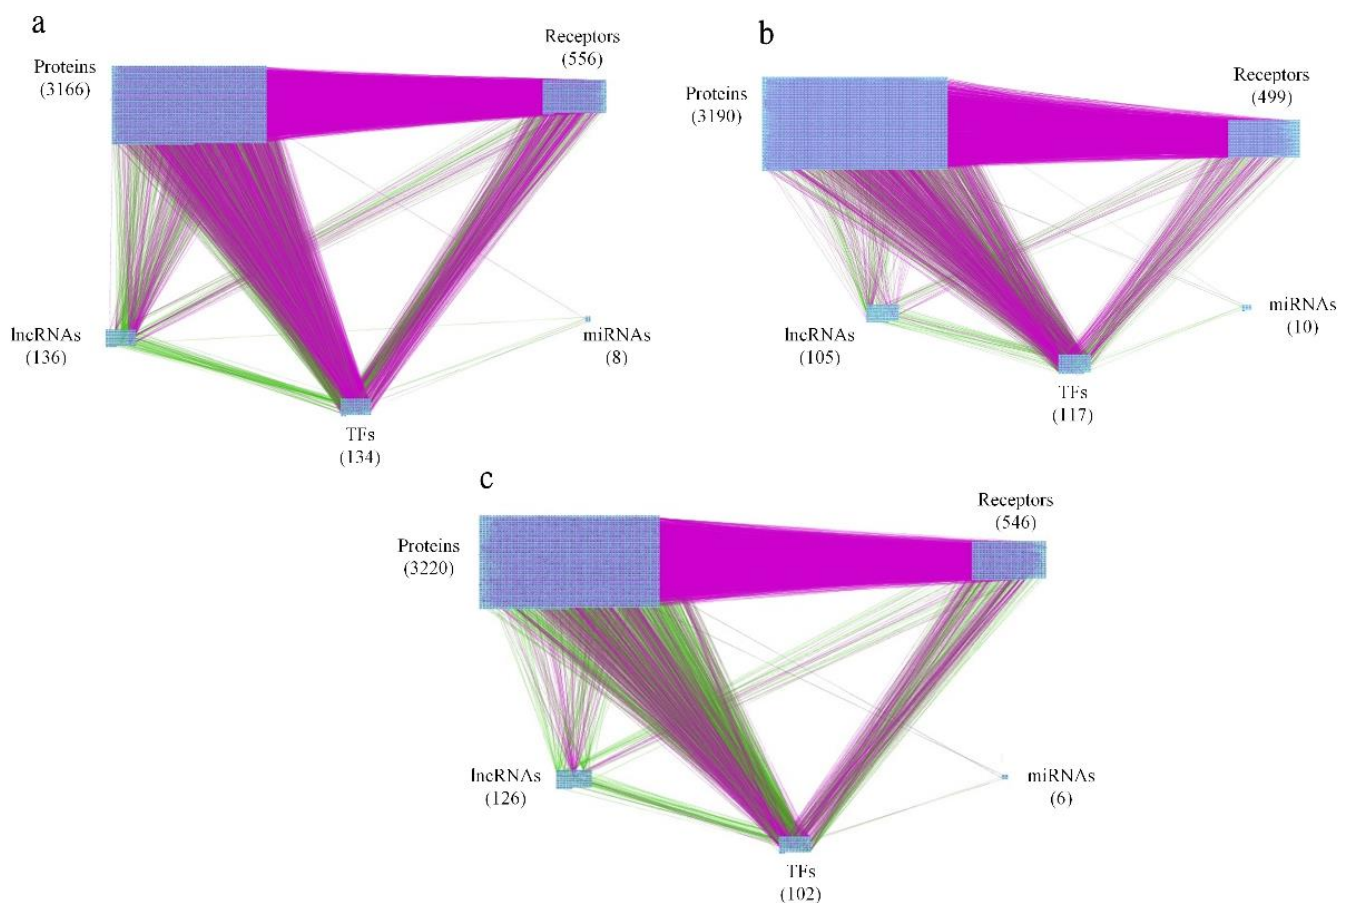 a
Receptors
(556)
Proteins
(3166)
lncRNAs
(136)
miRNAs
(8)
TFs
(134)
b
Receptors
(499)
Proteins
(3190)
lncRNAs
(105)
miRNAs
(10)
TFs
(117)
c
Receptors
(546)
Proteins
(3220)
lncRNAs
(126)
miRNAs
(6)
TFs
(102)